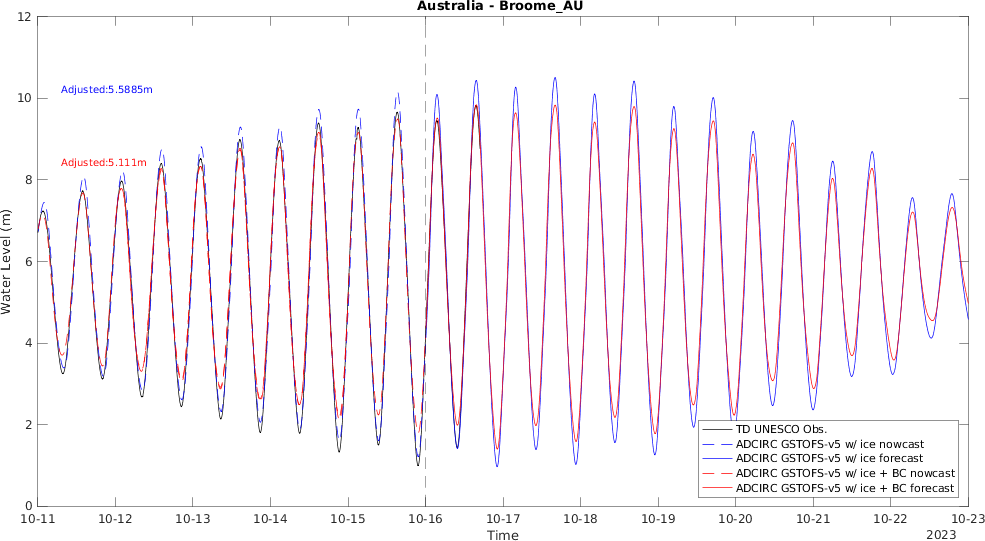 Australia - Broome_AU
12
10
8
6
4
2
0
Water Level (m)
Adjusted:5.5885m
Adjusted:5.111m
TD UNESCO Obs.
ADCIRC GSTOFS-v5 w/ ice nowcast
ADCIRC GSTOFS-v5 w/ ice forecast
ADCIRC GSTOFS-v5 w/ ice + BC nowcast
ADCIRC GSTOFS-v5 w/ ice + BC forecast
10-11 10-12 10-13 10-14 10-15 10-16 10-17 10-18 10-19 10-20 10-21 10-22 10-23
Time
2023